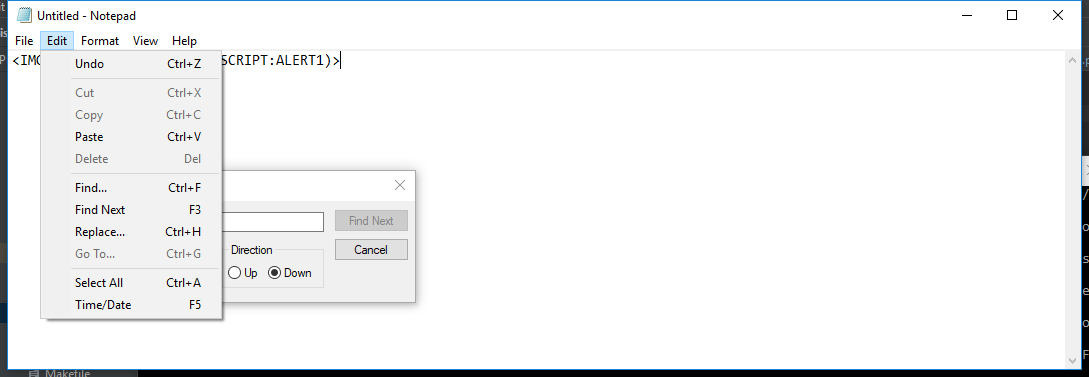 Untitled - Notepad
File Edit Format View Help
<IMG SCRIPT:ALERT1)>
Undo Ctrl+Z
Cut Ctrl+X
Copy Ctrl+C
Paste Ctrl+V
Delete Del
Find... Ctrl+F
Find Next F3
Replace... Ctrl+H
Go To... Ctrl+G
Select All Ctrl+A
Time/Date F5
Find Next
Cancel
Direction
Up Down
Makefile